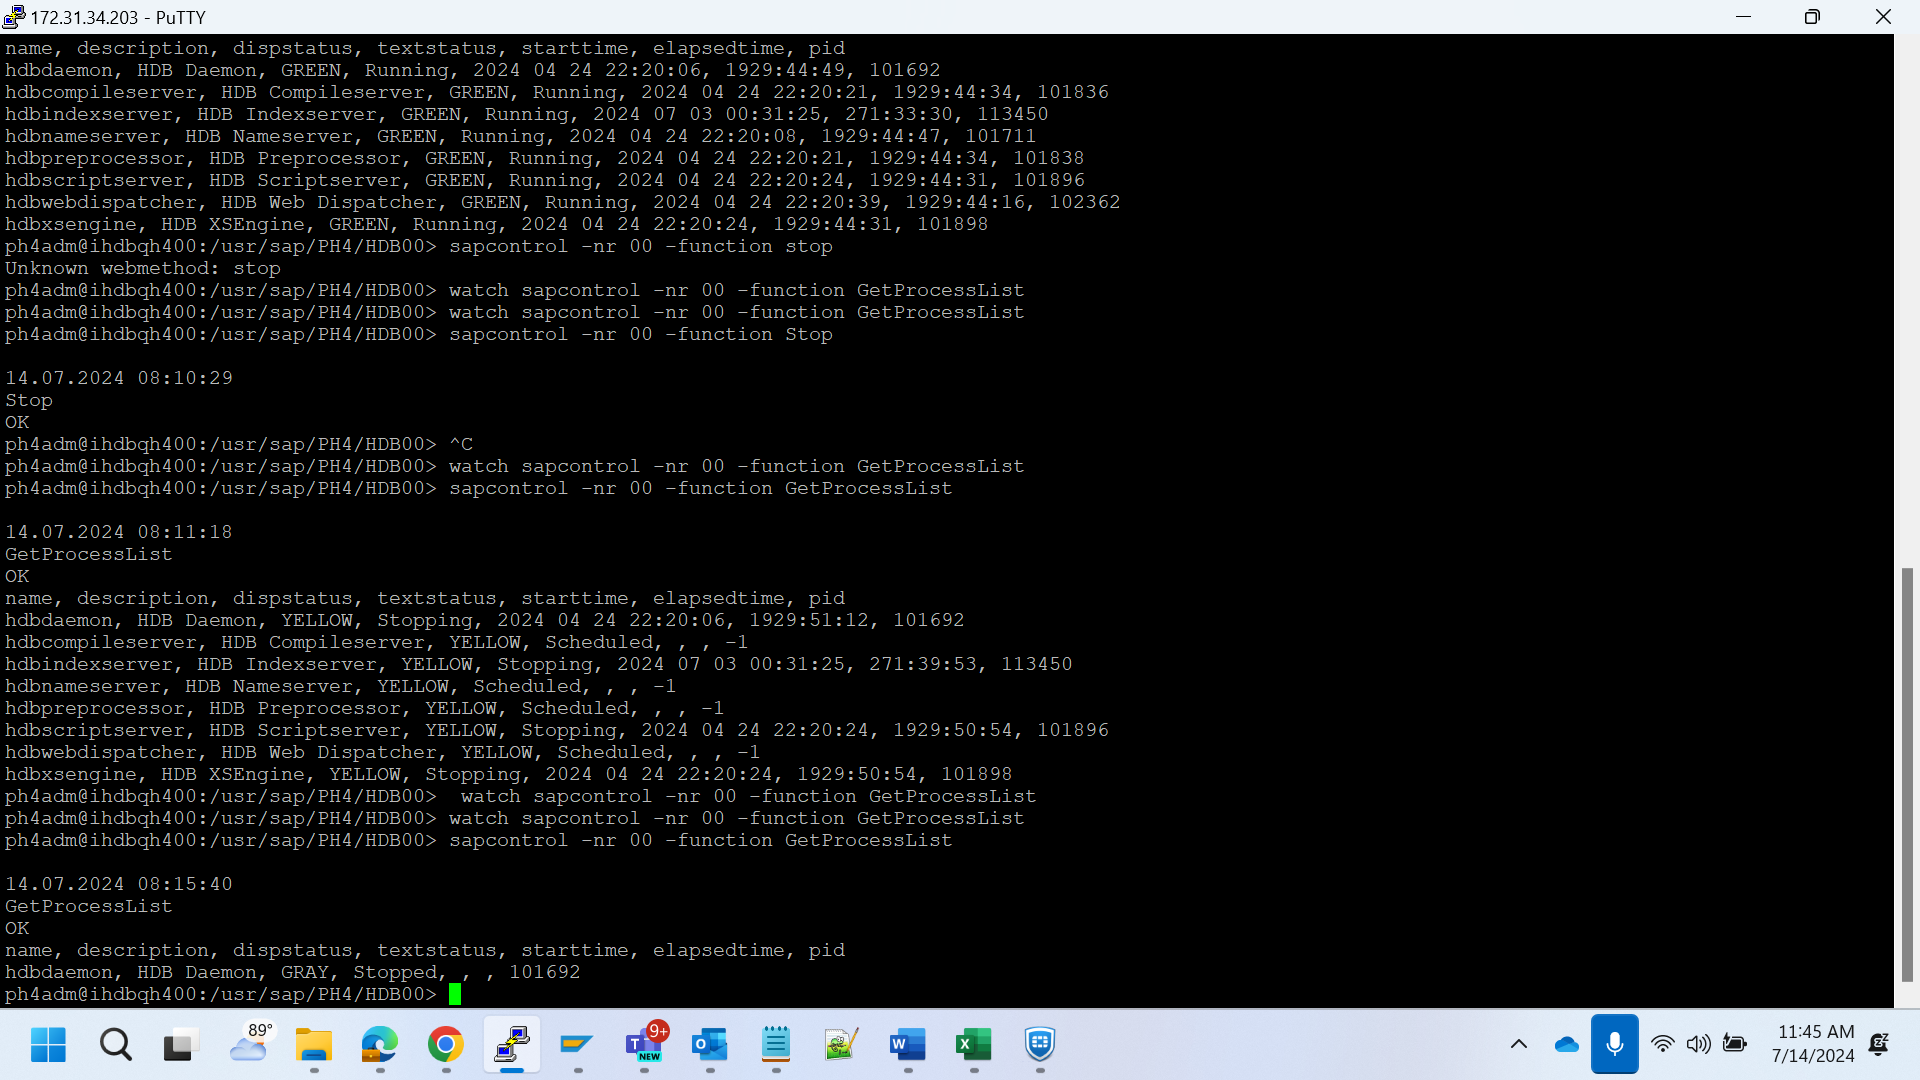 172.31.34.203 - PuTTY
name, description, dispstatus, textstatus, starttime, elapsedtime, pid
hdbdaemon, HDB Daemon, GREEN, Running, 2024 04 24 22:20:06, 1929:44:49, 101692
hdbcompileserver, HDB Compileserver, GREEN, Running, 2024 04 24 22:20:21, 1929:44:34, 101836
hdbindexserver, HDB Indexserver, GREEN, Running, 2024 07 03 00:31:25, 271:33:30, 113450
hdbnameserver, HDB Nameserver, GREEN, Running, 2024 04 24 22:20:08, 1929:44:47, 101711
hdbpreprocessor, HDB Preprocessor, GREEN, Running, 2024 04 24 22:20:21, 1929:44:34, 101838
hdbscriptserver, HDB Scriptserver, GREEN, Running, 2024 04 24 22:20:24, 1929:44:31, 101896
hdbwebdispatcher, HDB Web Dispatcher, GREEN, Running, 2024 04 24 22:20:39, 1929:44:16, 102362
hdbxsengine, HDB XSEngine, GREEN, Running, 2024 04 24 22:20:24, 1929:44:31, 101898
ph4adm@ihdbqh400:/usr/sap/PH4/HDB00> sapcontrol -nr 00 -function stop
Unknown webmethod: stop
ph4adm@ihdbqh400:/usr/sap/PH4/HDB00> watch sapcontrol -nr 00 -function GetProcessList
ph4adm@ihdbqh400:/usr/sap/PH4/HDB00> watch sapcontrol -nr 00 -function GetProcessList
ph4adm@ihdbqh400:/usr/sap/PH4/HDB00> sapcontrol -nr 00 -function Stop
14.07.2024 08:10:29
Stop
OK
ph4adm@ihdbqh400:/usr/sap/PH4/HDB00> ^C
ph4adm@ihdbqh400:/usr/sap/PH4/HDB00> watch sapcontrol -nr 00 -function GetProcessList
ph4adm@ihdbqh400:/usr/sap/PH4/HDB00> sapcontrol -nr 00 -function GetProcessList
14.07.2024 08:11:18
GetProcessList
OK
name, description, dispstatus, textstatus, starttime, elapsedtime, pid
hdbdaemon, HDB Daemon, YELLOW, Stopping, 2024 04 24 22:20:06, 1929:51:12, 101692
hdbcompileserver, HDB Compileserver, YELLOW, Scheduled, , , -1
hdbindexserver, HDB Indexserver, YELLOW, Stopping, 2024 07 03 00:31:25, 271:39:53, 113450
hdbnameserver, HDB Nameserver, YELLOW, Scheduled, , , -1
hdbpreprocessor, HDB Preprocessor, YELLOW, Scheduled, , , -1
hdbscriptserver, HDB Scriptserver, YELLOW, Stopping, 2024 04 24 22:20:24, 1929:50:54, 101896
hdbwebdispatcher, HDB Web Dispatcher, YELLOW, Scheduled, , , -1
hdbxsengine, HDB XSEngine, YELLOW, Stopping, 2024 04 24 22:20:24, 1929:50:54, 101898
ph4adm@ihdbqh400:/usr/sap/PH4/HDB00>  watch sapcontrol -nr 00 -function GetProcessList
ph4adm@ihdbqh400:/usr/sap/PH4/HDB00> watch sapcontrol -nr 00 -function GetProcessList
ph4adm@ihdbqh400:/usr/sap/PH4/HDB00> sapcontrol -nr 00 -function GetProcessList
14.07.2024 08:15:40
GetProcessList
OK
name, description, dispstatus, textstatus, starttime, elapsedtime, pid
hdbdaemon, HDB Daemon, GRAY, Stopped, , , 101692
ph4adm@ihdbqh400:/usr/sap/PH4/HDB00>
89°
9+
NEW
11:45 AM
7/14/2024